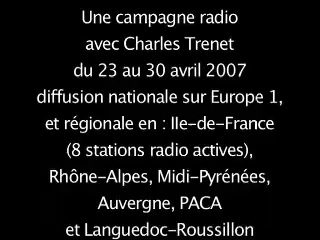 Une campagne radio
avec Charles Trenet
du 23 au 30 avril 2007
diffusion nationale sur Europe 1,
et régionale en : Ile-de-France
(8 stations radio actives),
Rhône-Alpes, Midi-Pyrénées,
Auvergne, PACA
et Languedoc-Roussillon